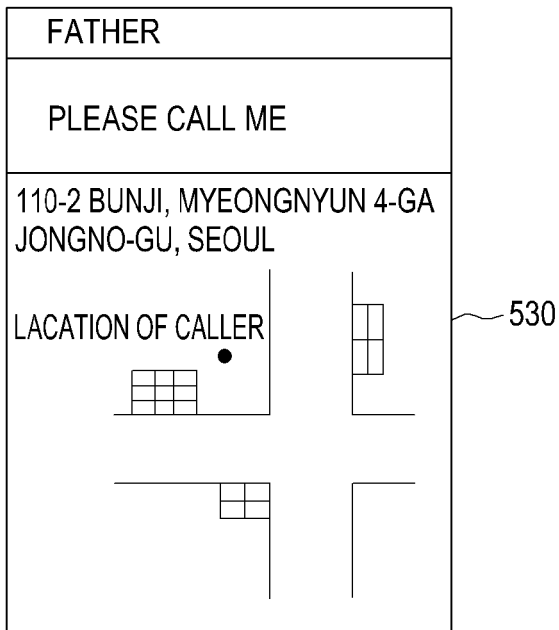 FATHER
PLEASE CALL ME
110-2 BUNJI, MYEONGNYUN 4-GA
JONGNO-GU, SEOUL
LACATION OF CALLER
530